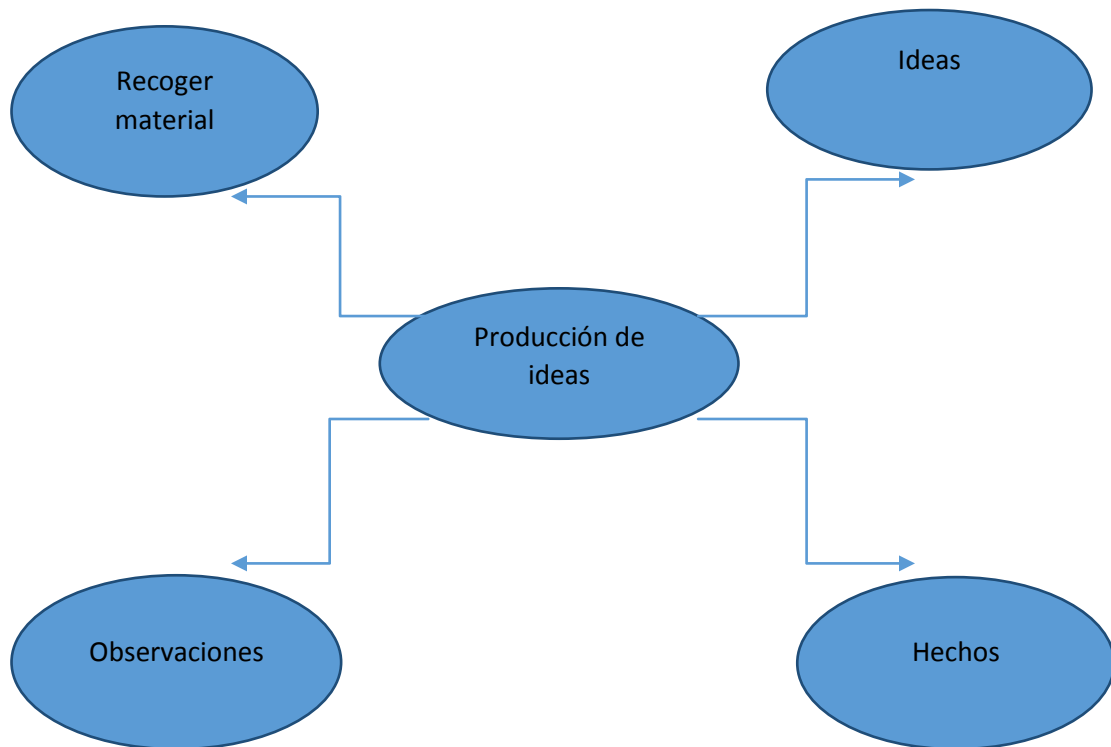 Recoger
material
Ideas
Producción de
ideas
Observaciones
Hechos